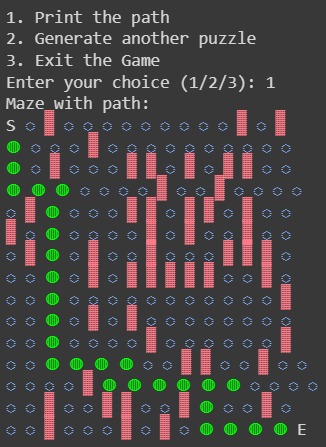 1. Print the path
2. Generate another puzzle
3. Exit the Game
Enter your choice (1/2/3): 1
Maze with path:
S
E